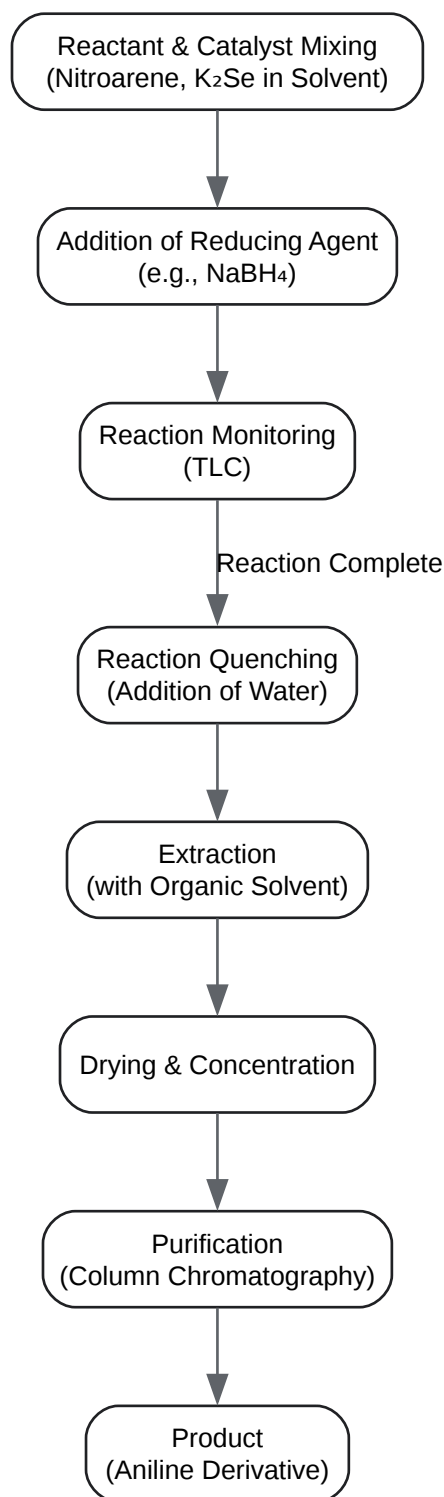 Reactant & Catalyst Mixing
(Nitroarene, K₂Se in Solvent)
Addition of Reducing Agent
(e.g., NaBH₄)
Reaction Monitoring
(TLC)
Reaction Complete
Reaction Quenching
(Addition of Water)
Extraction
(with Organic Solvent)
Drying & Concentration
Purification
(Column Chromatography)
Product
(Aniline Derivative)